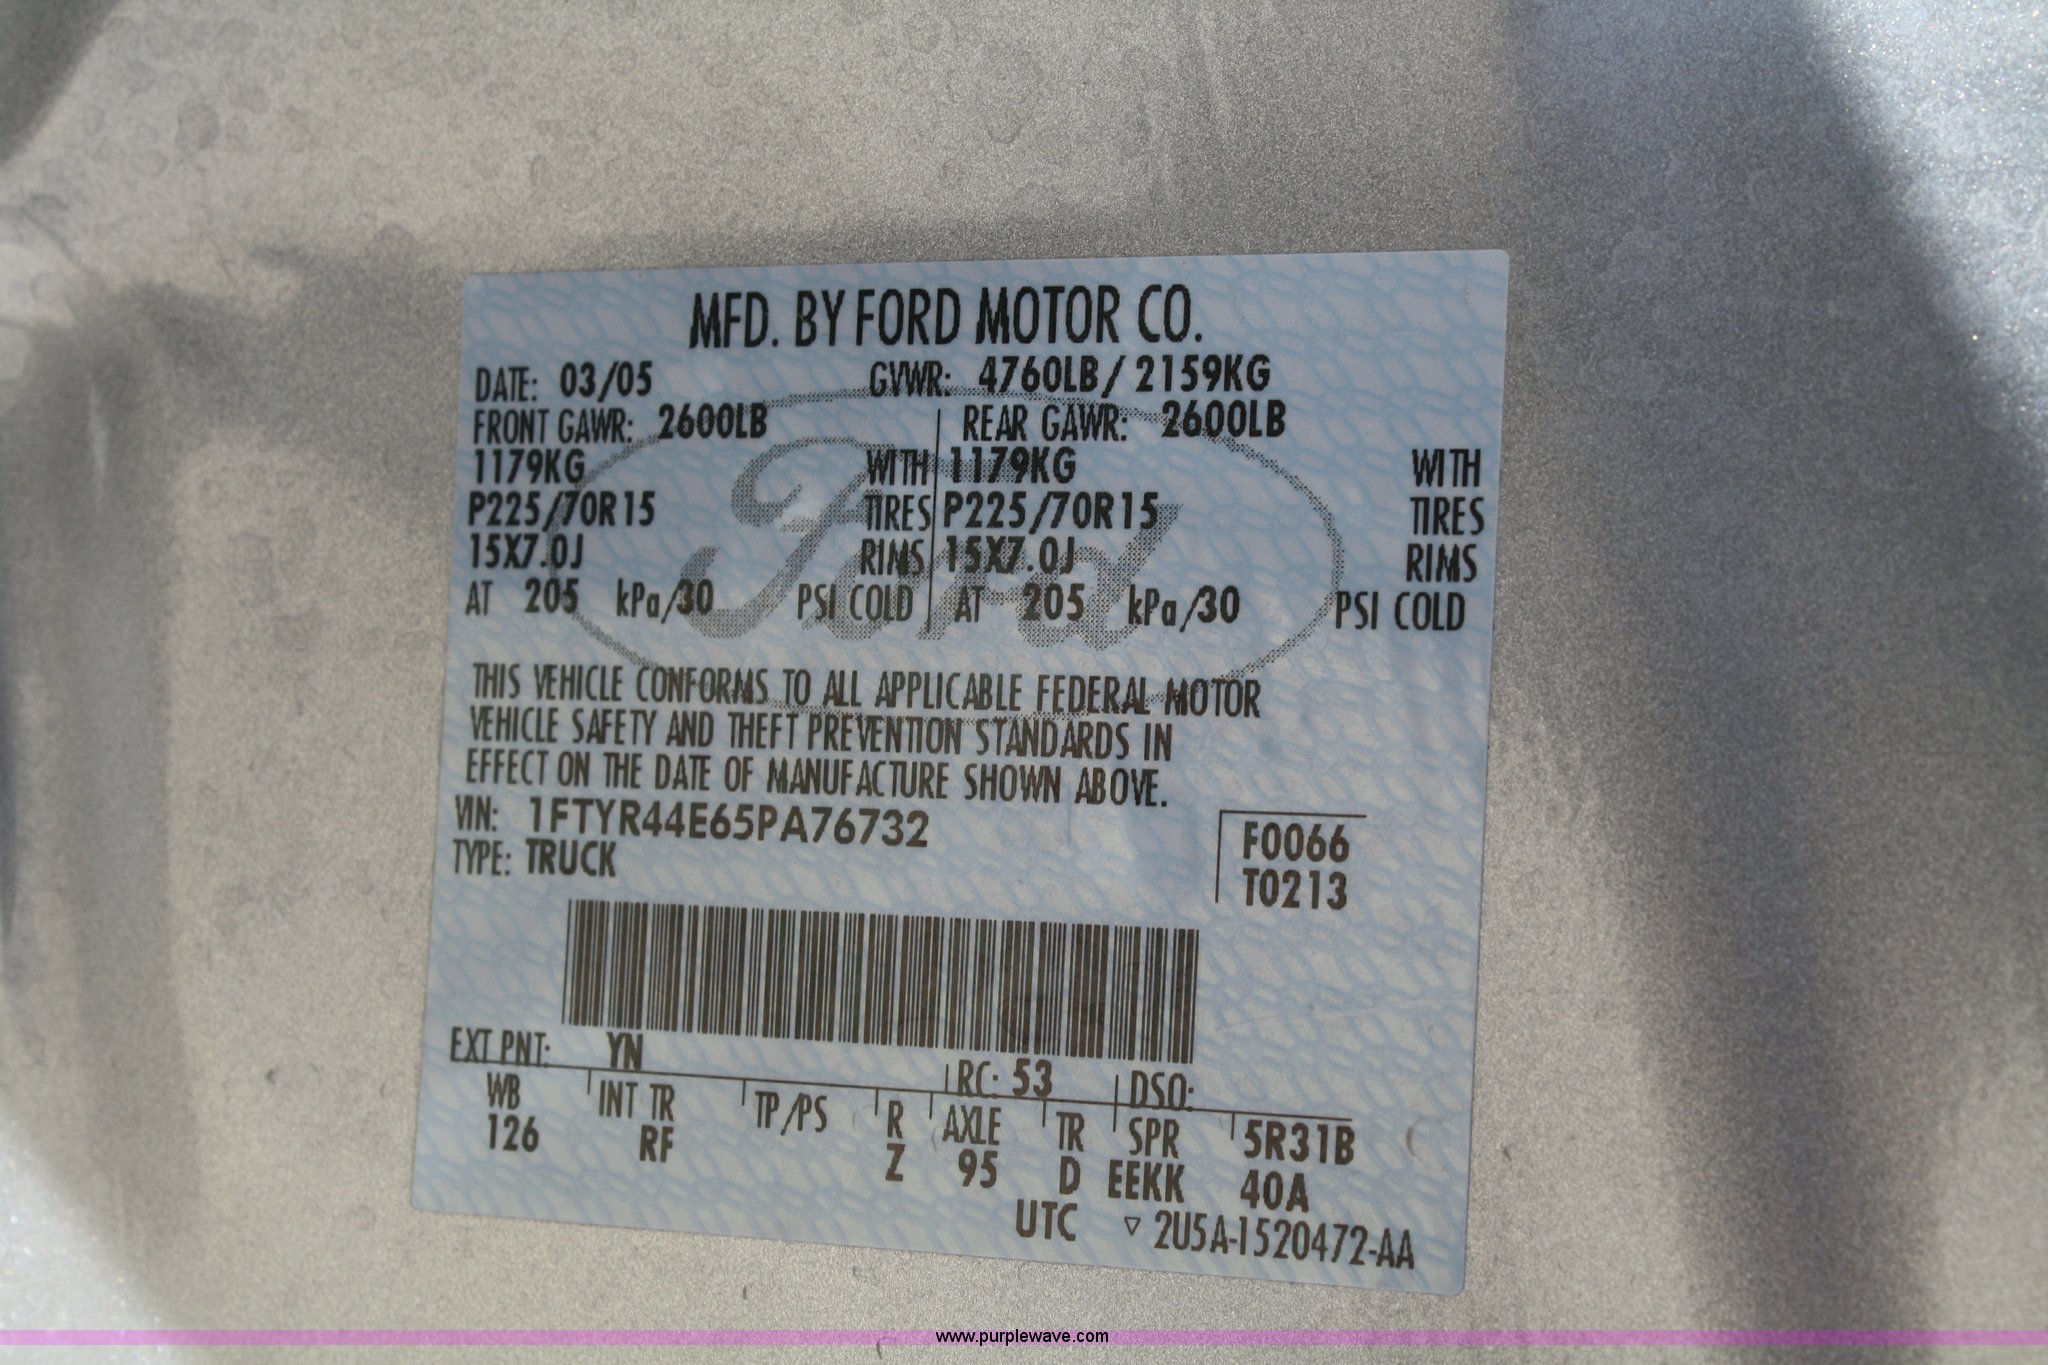 MFD. BY FORD MOTOR CO.
DATE: 03/05 GVWR: 4760LB / 2159KG
FRONT GAWR: 2600LB REAR GAWR: 2600LB
1179KG WITH 1179KG WITH
P225/70R15 TIRES P225/70R15 TIRES
15X7.0J RIMS 15X7.0J RIMS
AT 205 kPa/30 PSI COLD AT 205 kPa/30 PSI COLD
Ford
THIS VEHICLE CONFORMS TO ALL APPLICABLE FEDERAL MOTOR
VEHICLE SAFETY AND THEFT PREVENTION STANDARDS IN
EFFECT ON THE DATE OF MANUFACTURE SHOWN ABOVE.
VIN: 1FTYR44E65PA76732 F0066
TYPE: TRUCK T0213
EXT PNT: YN RC: 53 DSO:
WB INT TR TP/PS R AXLE TR SPR 5R31B
126 RF Z 95 D EEKK 40A
UTC ▽ 2U5A-1520472-AA
www.purplewave.com